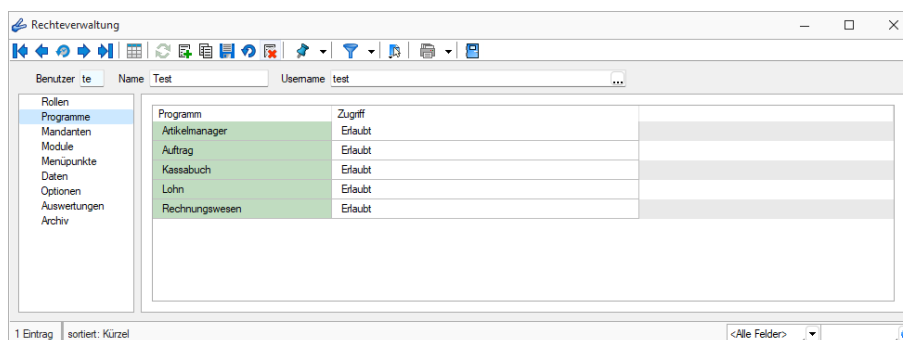 Rechteverwaltung
Benutzer te Name Test Username test ...
Rollen
Programme
Mandanten
Module
Menüpunkte
Daten
Optionen
Auswertungen
Archiv
Programm Zugriff
Artikelmanager Erlaubt
Auftrag Erlaubt
Kassabuch Erlaubt
Lohn Erlaubt
Rechnungswesen Erlaubt
1 Eintrag sortiert: Kürzel <Alle Felder>